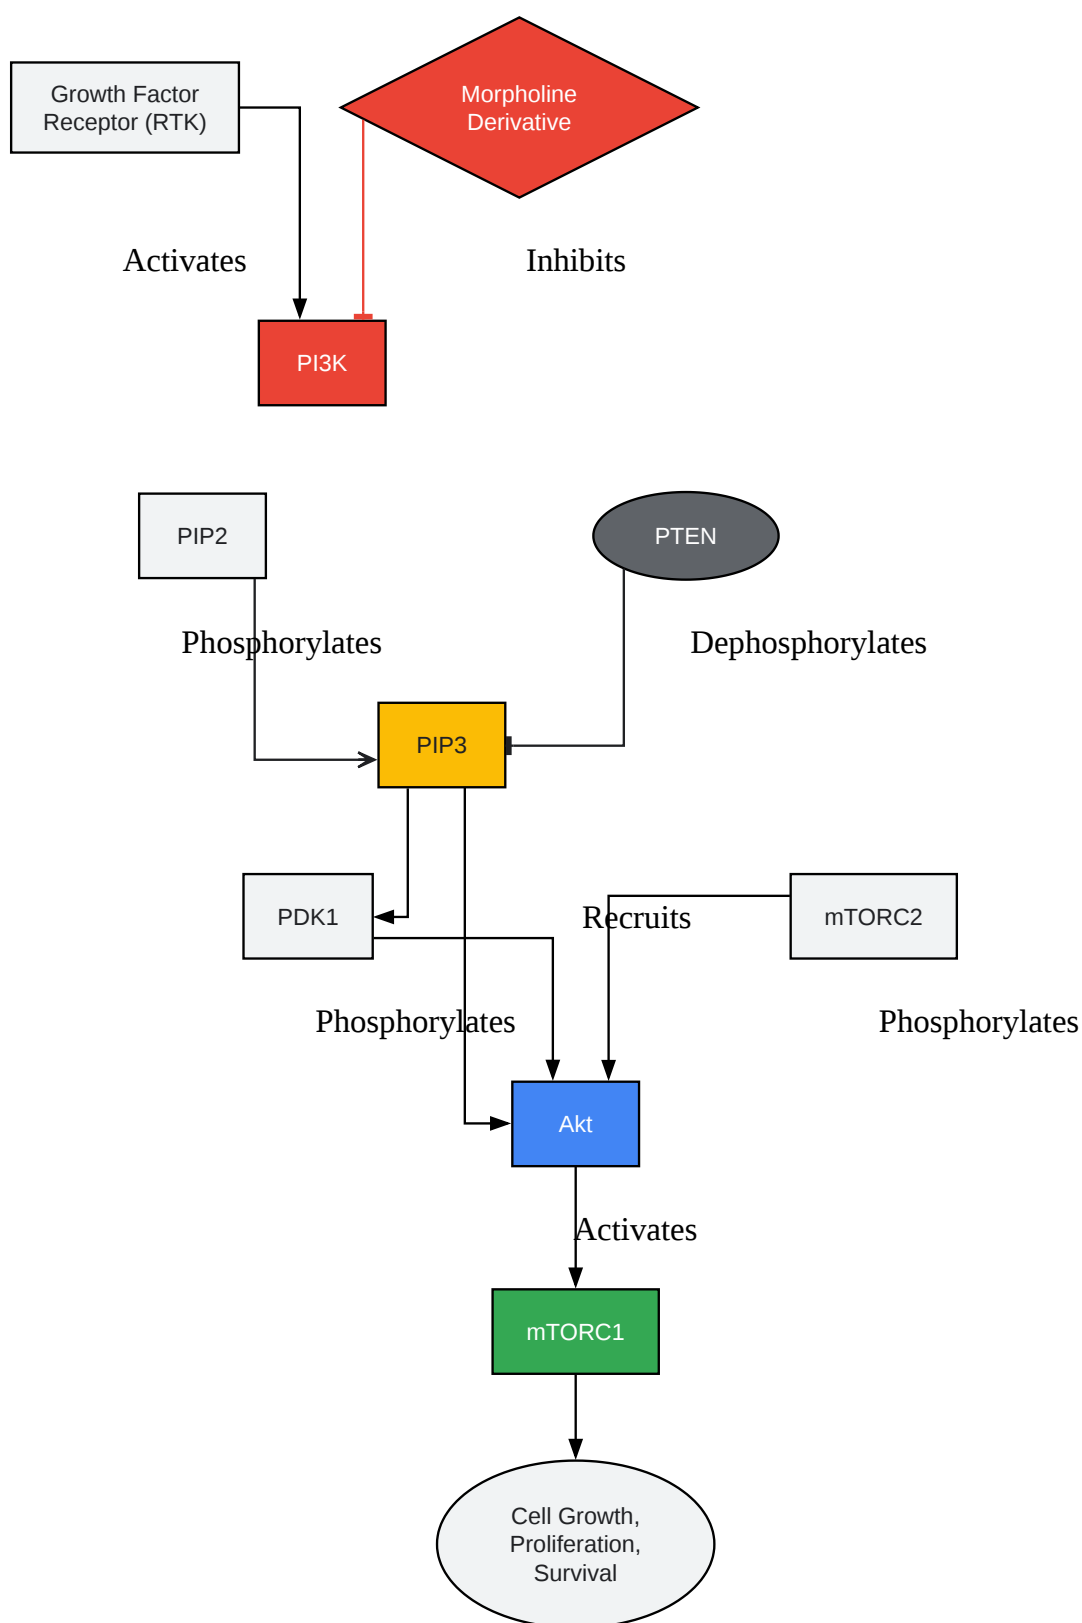 Growth Factor
Receptor (RTK)
Morpholine
Derivative
Activates
Inhibits
PI3K
PIP2
PTEN
Phosphorylates
Dephosphorylates
PIP3
PDK1
Recruits
mTORC2
Phosphorylates
Phosphorylates
Akt
Activates
mTORC1
Cell Growth,
Proliferation,
Survival